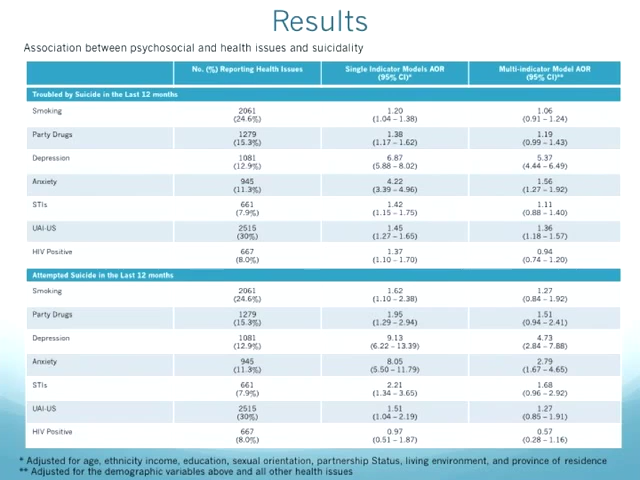 Results
Association between psychosocial and health issues and suicidality
No. (%) Reporting Health Issues Single Indicator Models AOR (95% CI)* Multi-indicator Model AOR (95% CI)**
Troubled by Suicide in the Last 12 months
Smoking 2061 (24.6%) 1.20 (1.04 – 1.38) 1.06 (0.91 – 1.24)
Party Drugs 1279 (15.3%) 1.38 (1.17 – 1.62) 1.19 (0.99 – 1.43)
Depression 1081 (12.9%) 6.87 (5.88 – 8.02) 5.37 (4.44 – 6.49)
Anxiety 945 (11.3%) 4.22 (3.39 – 4.96) 1.56 (1.27 – 1.92)
STIs 661 (7.9%) 1.42 (1.15 – 1.75) 1.11 (0.88 – 1.40)
UAI-US 2515 (30%) 1.45 (1.27 – 1.65) 1.36 (1.18 – 1.57)
HIV Positive 667 (8.0%) 1.37 (1.10 – 1.70) 0.94 (0.74 – 1.20)
Attempted Suicide in the Last 12 months
Smoking 2061 (24.6%) 1.62 (1.10 – 2.38) 1.27 (0.84 – 1.92)
Party Drugs 1279 (15.3%) 1.95 (1.29 – 2.94) 1.51 (0.94 – 2.41)
Depression 1081 (12.9%) 9.13 (6.22 – 13.39) 4.73 (2.84 – 7.88)
Anxiety 945 (11.3%) 8.05 (5.50 – 11.79) 2.79 (1.67 – 4.65)
STIs 661 (7.9%) 2.21 (1.34 – 3.65) 1.68 (0.96 – 2.92)
UAI-US 2515 (30%) 1.51 (1.04 – 2.19) 1.27 (0.85 – 1.91)
HIV Positive 667 (8.0%) 0.97 (0.51 – 1.87) 0.57 (0.28 – 1.16)
* Adjusted for age, ethnicity income, education, sexual orientation, partnership Status, living environment, and province of residence
** Adjusted for the demographic variables above and all other health issues